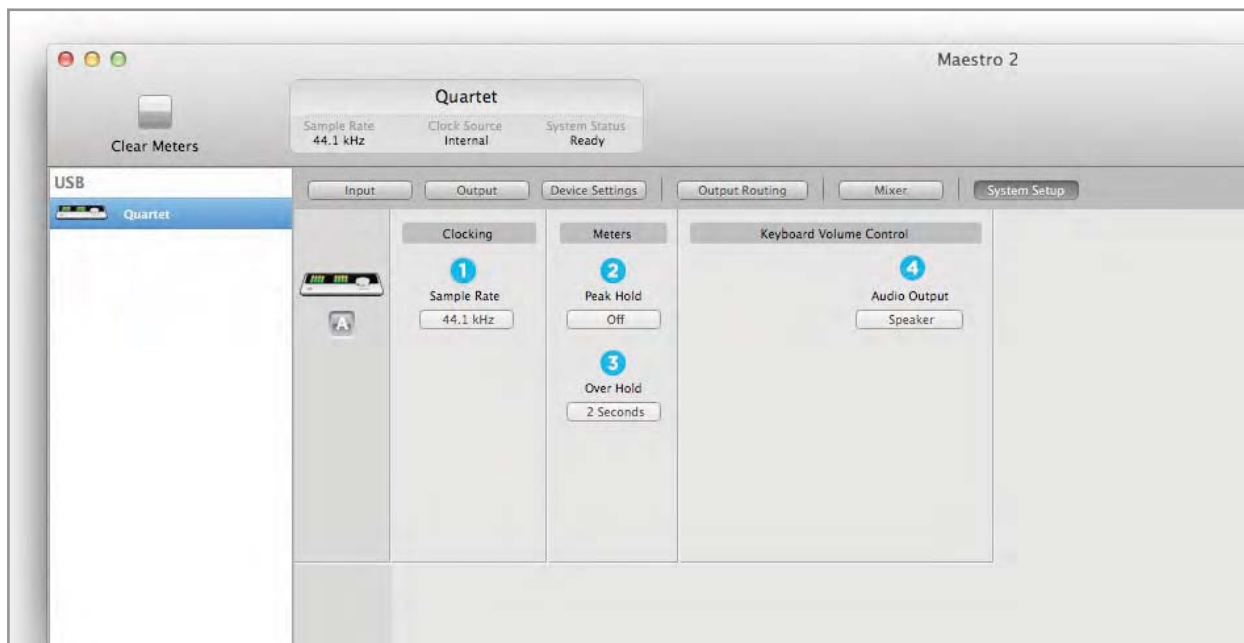 Maestro 2
Clear Meters
Quartet
Sample Rate Clock Source System Status
44.1 kHz Internal Ready
USB
Quartet
Input Output Device Settings Output Routing Mixer System Setup
Clocking Meters Keyboard Volume Control
1 2 4
Sample Rate Peak Hold Audio Output
44.1 kHz Off Speaker
A
3
Over Hold
2 Seconds